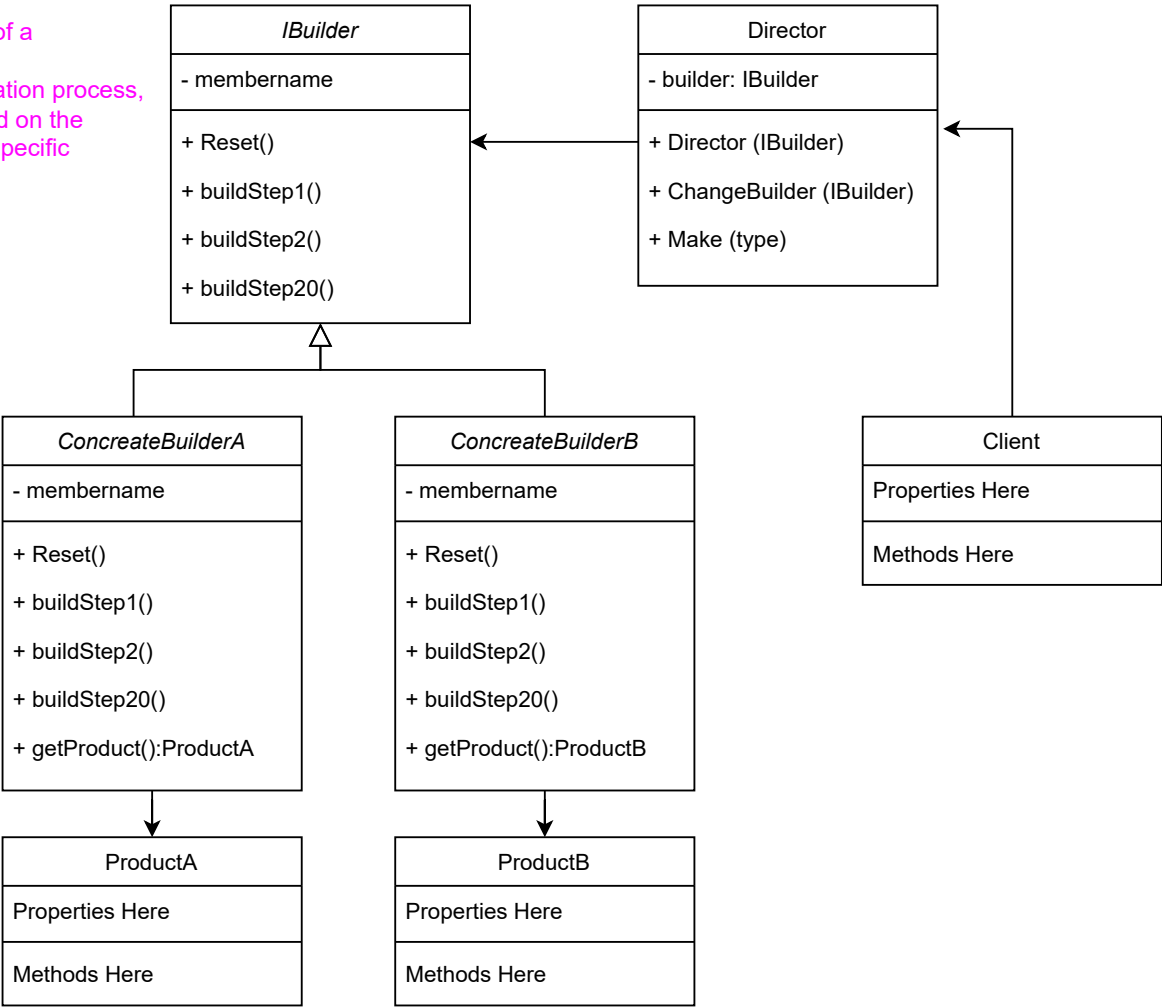 of a
ation process,
d on the
pecific
IBuilder
- membername
+ Reset()
+ buildStep1()
+ buildStep2()
+ buildStep20()
Director
- builder: IBuilder
+ Director (IBuilder)
+ ChangeBuilder (IBuilder)
+ Make (type)
ConcreateBuilderA
- membername
+ Reset()
+ buildStep1()
+ buildStep2()
+ buildStep20()
+ getProduct():ProductA
ConcreateBuilderB
- membername
+ Reset()
+ buildStep1()
+ buildStep2()
+ buildStep20()
+ getProduct():ProductB
Client
Properties Here
Methods Here
ProductA
Properties Here
Methods Here
ProductB
Properties Here
Methods Here